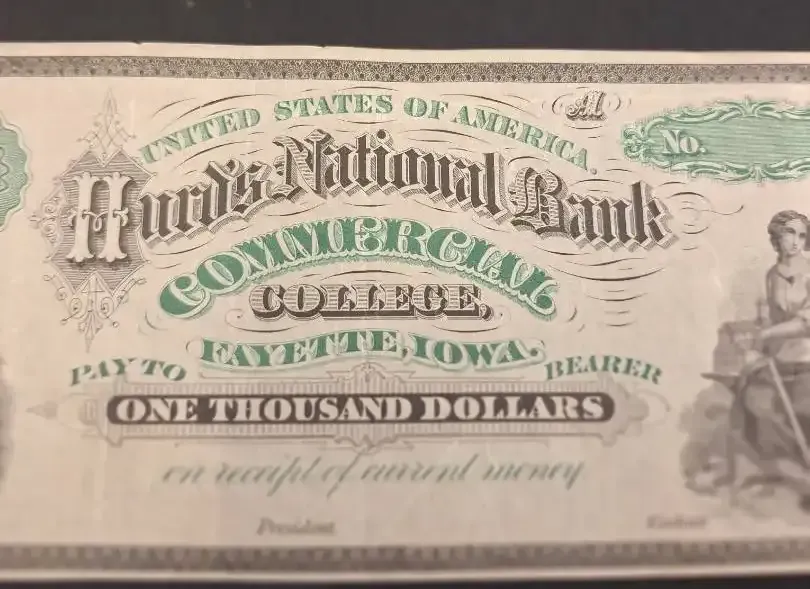 A
UNITED STATES OF AMERICA.
No.
Hurd's National Bank
COMMERCIAL
COLLEGE,
FAYETTE, IOWA.
PAY TO BEARER
ONE THOUSAND DOLLARS
on receipt of current money
President Cashier